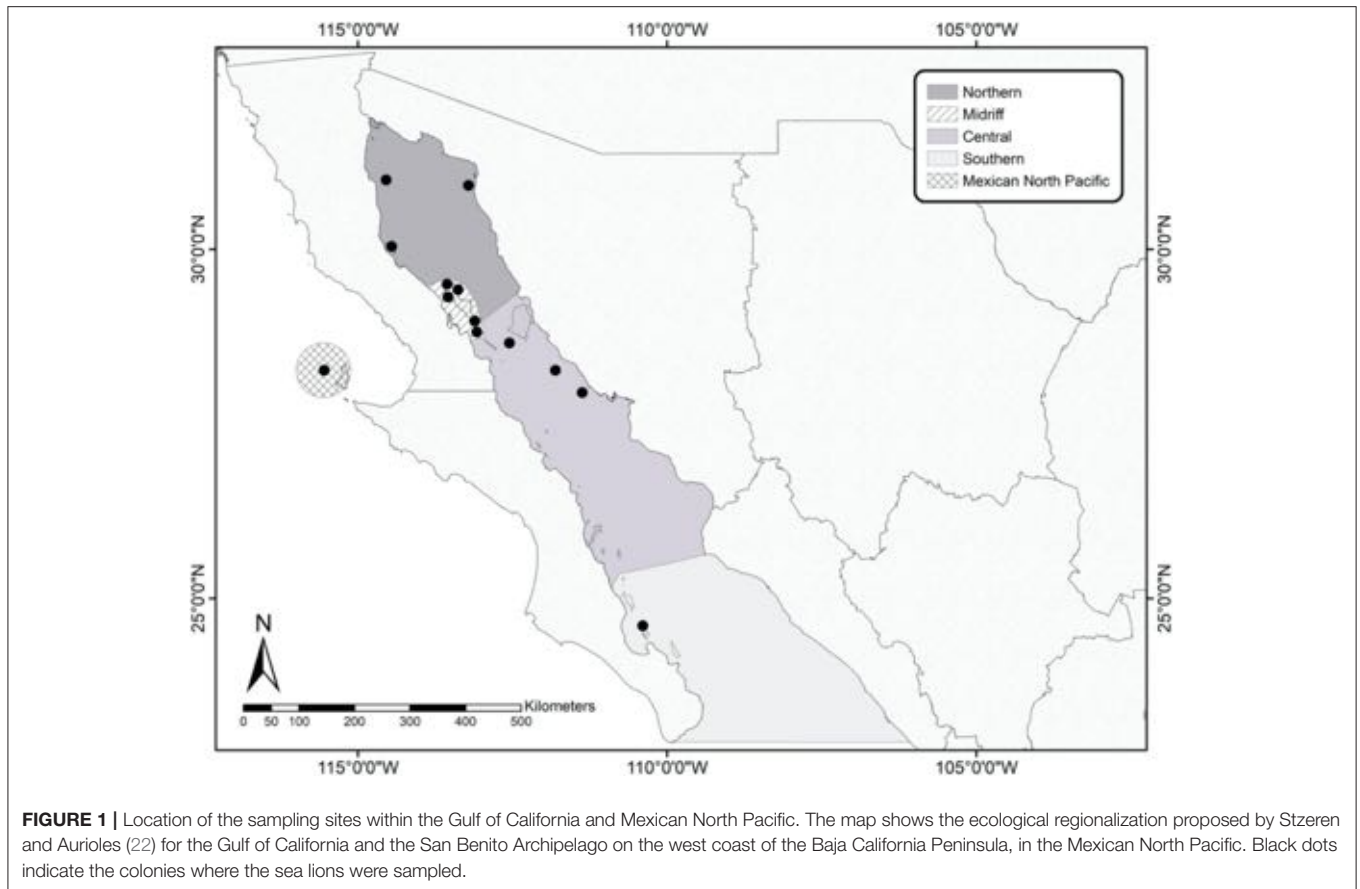 115°0'0"W 110°0'0"W 105°0'0"W
Northern
Midriff
Central
Southern
Mexican North Pacific
30°0'0"N 30°0'0"N
25°0'0"N 25°0'0"N
N
Kilometers
0 50 100 200 300 400 500
115°0'0"W 110°0'0"W 105°0'0"W
FIGURE 1 | Location of the sampling sites within the Gulf of California and Mexican North Pacific. The map shows the ecological regionalization proposed by Stzeren
and Aurioles (22) for the Gulf of California and the San Benito Archipelago on the west coast of the Baja California Peninsula, in the Mexican North Pacific. Black dots
indicate the colonies where the sea lions were sampled.